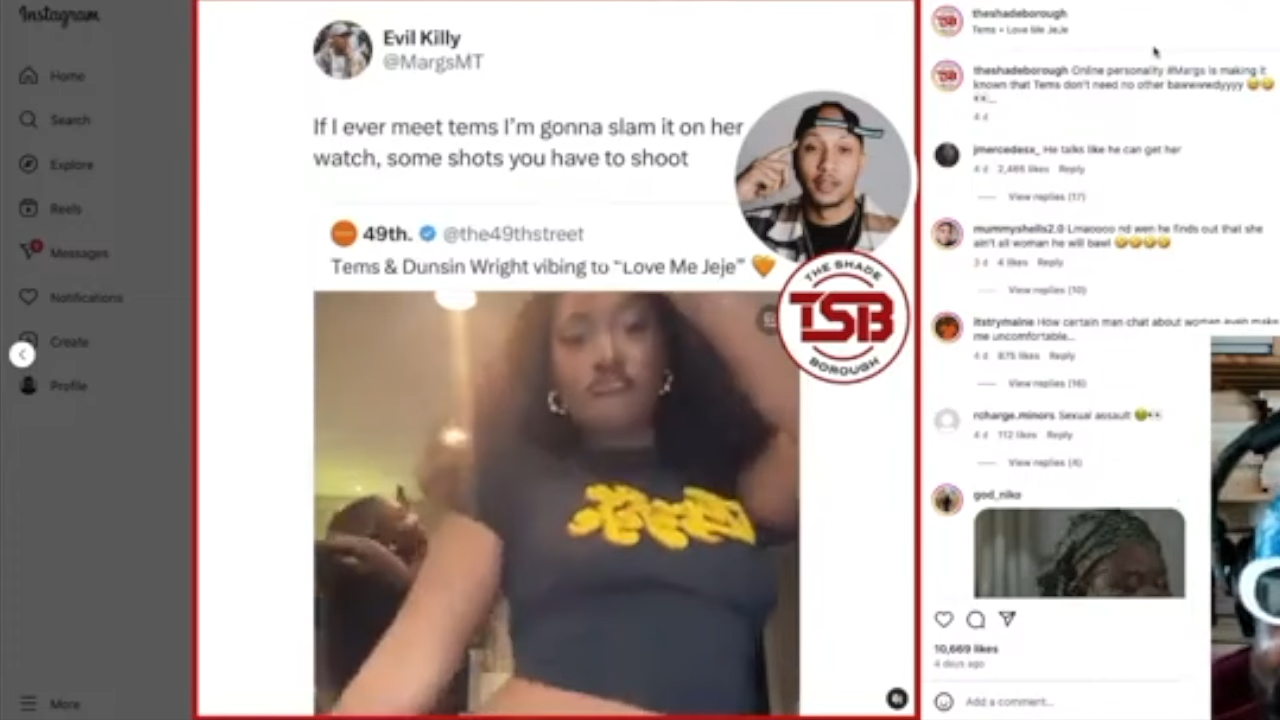 Instagram
Home
Search
Explore
Reels
Messages
Notifications
Create
Profile
More
Evil Killy
@MargsMT
If I ever meet tems I'm gonna slam it on her
watch, some shots you have to shoot
49th. @the49thstreet
Tems & Dunsin Wright vibing to “Love Me Jeje” 🧡
THE SHADE
TSB
BOROUGH
theshadeborough
Tems • Love Me JeJe
theshadeborough Online personality #Margs is making it
known that Tems don't need no other bawwwwdyyyy 😂😂
👀
4 d
jmercedesx_ He talks like he can get her
4 d 2,465 likes Reply
View replies (17)
mummyshells2.0 Lmaoooo nd wen he finds out that she
ain't all woman he will bawl 🤣🤣🤣🤣
3 d 4 likes Reply
View replies (10)
itstrymaine How certain man chat about women even make
me uncomfortable...
4 d 875 likes Reply
View replies (16)
rcharge.minors Sexual assault 🤢👀
4 d 112 likes Reply
View replies (4)
god_niko
10,669 likes
4 days ago
Add a comment...